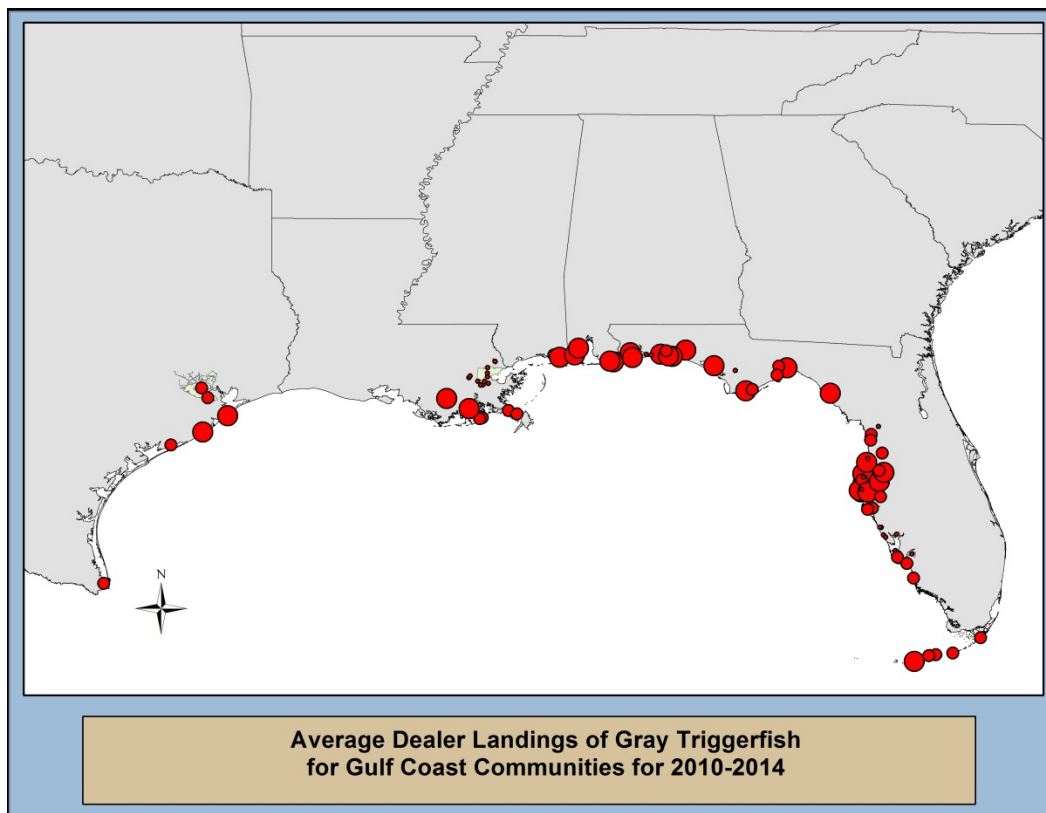 N
Average Dealer Landings of Gray Triggerfish
for Gulf Coast Communities for 2010-2014